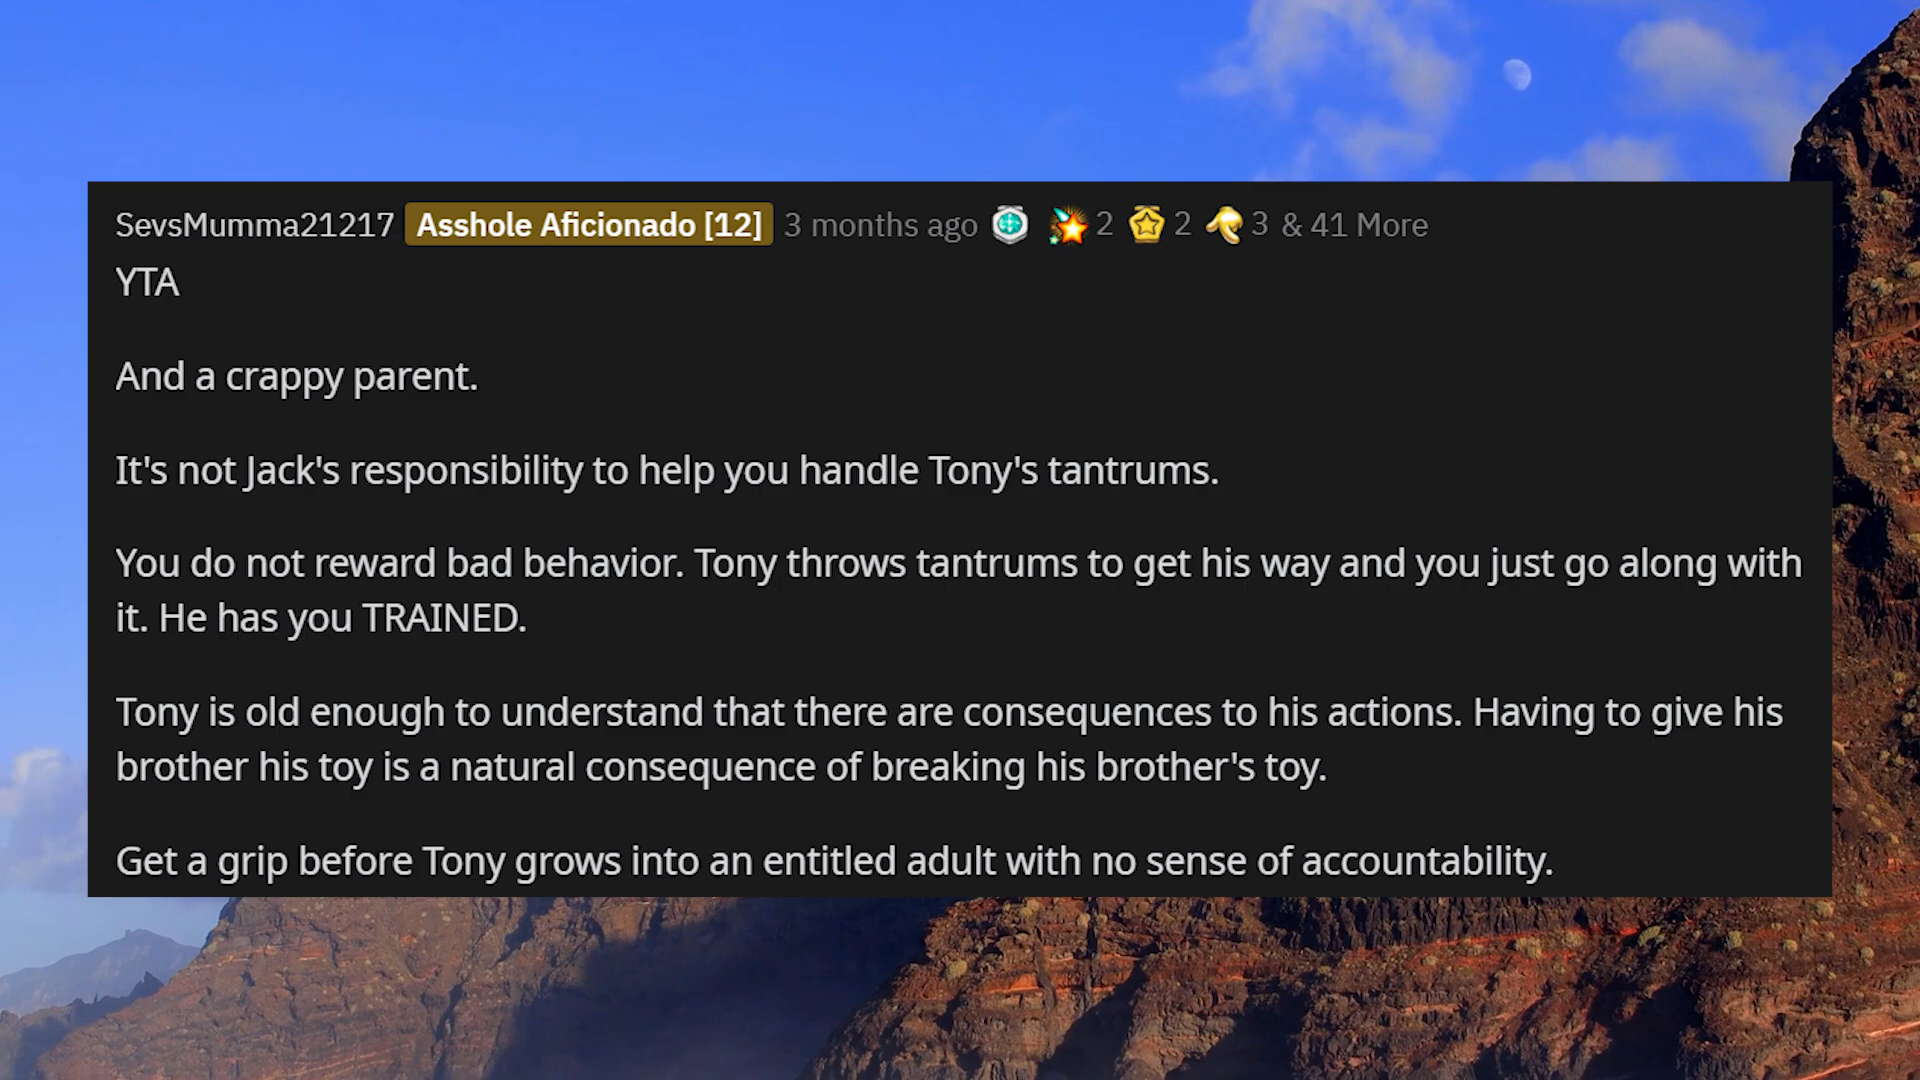 SevsMumma21217 Asshole Aficionado [12] 3 months ago 2 2 3 & 41 More
YTA
And a crappy parent.
It's not Jack's responsibility to help you handle Tony's tantrums.
You do not reward bad behavior. Tony throws tantrums to get his way and you just go along with
it. He has you TRAINED.
Tony is old enough to understand that there are consequences to his actions. Having to give his
brother his toy is a natural consequence of breaking his brother's toy.
Get a grip before Tony grows into an entitled adult with no sense of accountability.